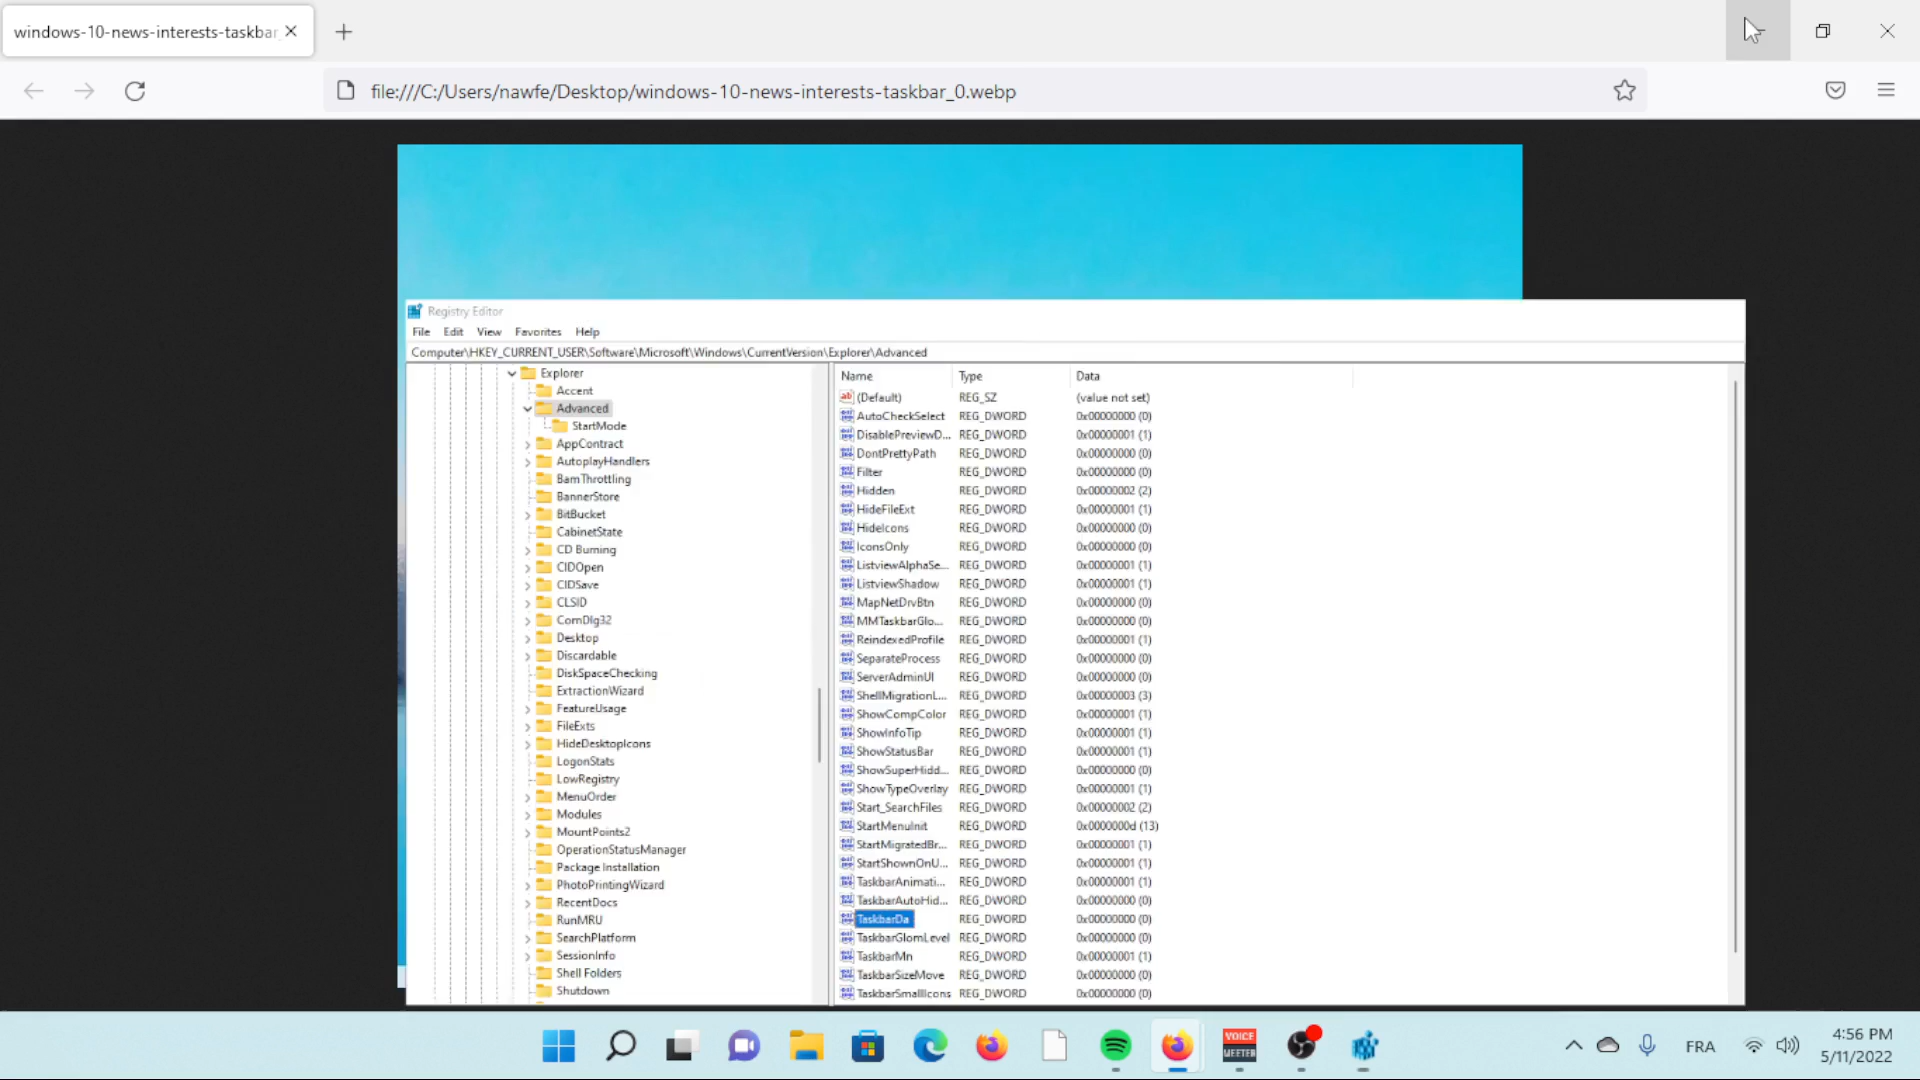 windows-10-news-interests-taskbar
file:///C:/Users/nawfe/Desktop/windows-10-news-interests-taskbar_0.webp
Registry Editor
File Edit View Favorites Help
Computer\HKEY_CURRENT_USER\Software\Microsoft\Windows\CurrentVersion\Explorer\Advanced
Explorer
Accent
Advanced
StartMode
AppContract
AutoplayHandlers
BamThrottling
BannerStore
BitBucket
CabinetState
CD Burning
CIDOpen
CIDSave
CLSID
ComDlg32
Desktop
Discardable
DiskSpaceChecking
ExtractionWizard
FeatureUsage
FileExts
HideDesktopIcons
LogonStats
LowRegistry
MenuOrder
Modules
MountPoints2
OperationStatusManager
Package Installation
PhotoPrintingWizard
RecentDocs
RunMRU
SearchPlatform
SessionInfo
Shell Folders
Shutdown
Name Type Data
(Default) REG_SZ (value not set)
AutoCheckSelect REG_DWORD 0x00000000 (0)
DisablePreviewD... REG_DWORD 0x00000001 (1)
DontPrettyPath REG_DWORD 0x00000000 (0)
Filter REG_DWORD 0x00000000 (0)
Hidden REG_DWORD 0x00000002 (2)
HideFileExt REG_DWORD 0x00000001 (1)
HideIcons REG_DWORD 0x00000000 (0)
IconsOnly REG_DWORD 0x00000000 (0)
ListviewAlphaSe... REG_DWORD 0x00000001 (1)
ListviewShadow REG_DWORD 0x00000001 (1)
MapNetDrvBtn REG_DWORD 0x00000000 (0)
MMTaskbarGlo... REG_DWORD 0x00000000 (0)
ReindexedProfile REG_DWORD 0x00000001 (1)
SeparateProcess REG_DWORD 0x00000000 (0)
ServerAdminUI REG_DWORD 0x00000000 (0)
ShellMigrationL... REG_DWORD 0x00000003 (3)
ShowCompColor REG_DWORD 0x00000001 (1)
ShowInfoTip REG_DWORD 0x00000001 (1)
ShowStatusBar REG_DWORD 0x00000001 (1)
ShowSuperHidd... REG_DWORD 0x00000000 (0)
ShowTypeOverlay REG_DWORD 0x00000001 (1)
Start_SearchFiles REG_DWORD 0x00000002 (2)
StartMenuInit REG_DWORD 0x0000000d (13)
StartMigratedBr... REG_DWORD 0x00000001 (1)
StartShownOnU... REG_DWORD 0x00000001 (1)
TaskbarAnimati... REG_DWORD 0x00000001 (1)
TaskbarAutoHid... REG_DWORD 0x00000000 (0)
TaskbarDa REG_DWORD 0x00000000 (0)
TaskbarGlomLevel REG_DWORD 0x00000000 (0)
TaskbarMn REG_DWORD 0x00000001 (1)
TaskbarSizeMove REG_DWORD 0x00000000 (0)
TaskbarSmallIcons REG_DWORD 0x00000000 (0)
VOICE
MEETER
FRA
4:56 PM
5/11/2022